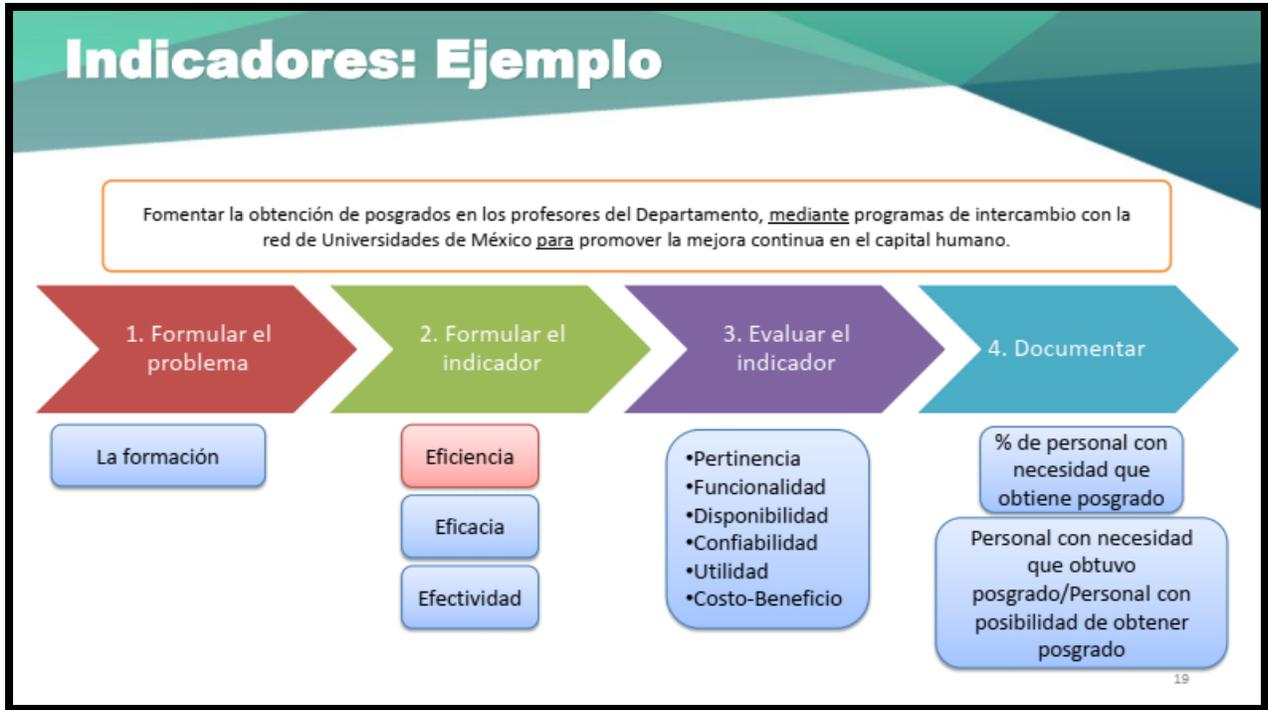 Indicadores: Ejemplo
Fomentar la obtención de posgrados en los profesores del Departamento, mediante programas de intercambio con la
red de Universidades de México para promover la mejora continua en el capital humano.
1. Formular el
problema
2. Formular el
indicador
3. Evaluar el
indicador
4. Documentar
La formación
Eficiencia
Eficacia
Efectividad
•Pertinencia
•Funcionalidad
•Disponibilidad
•Confiabilidad
•Utilidad
•Costo-Beneficio
% de personal con
necesidad que
obtiene posgrado
Personal con necesidad
que obtuvo
posgrado/Personal con
posibilidad de obtener
posgrado
19